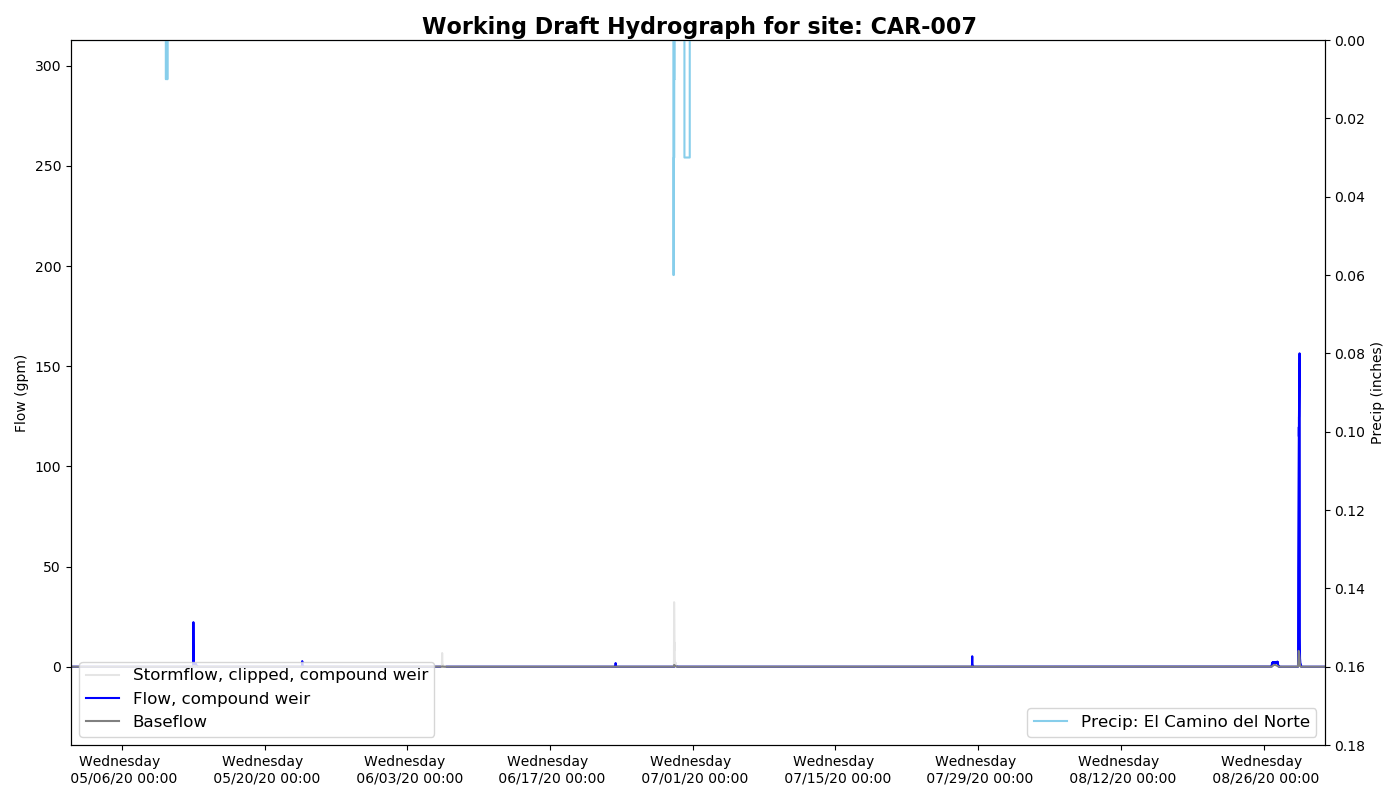 Working Draft Hydrograph for site: CAR-007
300
250
200
150
100
50
0
Flow (gpm)
0.00
0.02
0.04
0.06
0.08
0.10
0.12
0.14
0.16
0.18
Precip (inches)
Stormflow, clipped, compound weir
Flow, compound weir
Baseflow
Precip: El Camino del Norte
Wednesday
05/06/20 00:00
Wednesday
05/20/20 00:00
Wednesday
06/03/20 00:00
Wednesday
06/17/20 00:00
Wednesday
07/01/20 00:00
Wednesday
07/15/20 00:00
Wednesday
07/29/20 00:00
Wednesday
08/12/20 00:00
Wednesday
08/26/20 00:00